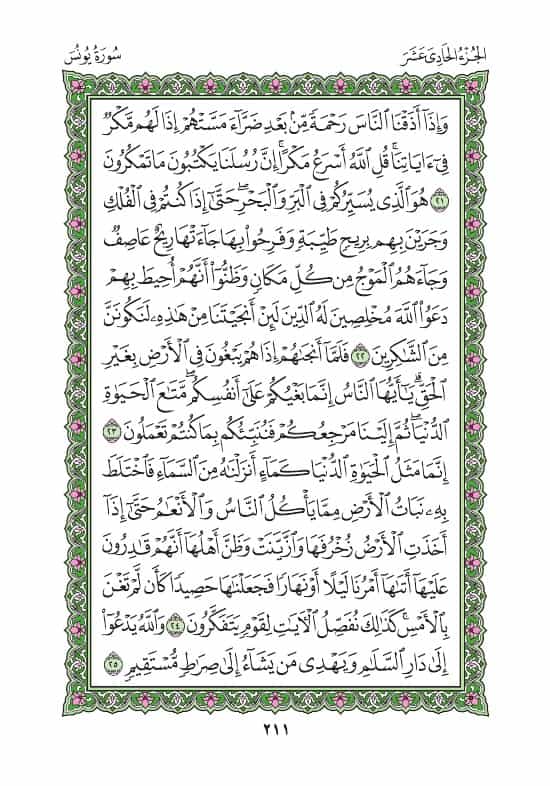 الجُزْءُ الحَادِى عَشَرَ
سُورَةُ يُونُسَ
وَإِذَآ أَذَقْنَا ٱلنَّاسَ رَحْمَةً مِّنۢ بَعْدِ ضَرَّآءَ مَسَّتْهُمْ إِذَا لَهُم مَّكْرٌ
فِىٓ ءَايَاتِنَا ۚ قُلِ ٱللَّهُ أَسْرَعُ مَكْرًا ۚ إِنَّ رُسُلَنَا يَكْتُبُونَ مَا تَمْكُرُونَ
٢١ هُوَ ٱلَّذِى يُسَيِّرُكُمْ فِى ٱلْبَرِّ وَٱلْبَحْرِ ۖ حَتَّىٰٓ إِذَا كُنتُمْ فِى ٱلْفُلْكِ
وَجَرَيْنَ بِهِم بِرِيحٍ طَيِّبَةٍ وَفَرِحُوا۟ بِهَا جَآءَتْهَا رِيحٌ عَاصِفٌ
وَجَآءَهُمُ ٱلْمَوْجُ مِن كُلِّ مَكَانٍ وَظَنُّوٓا۟ أَنَّهُمْ أُحِيطَ بِهِمْ
دَعَوُا۟ ٱللَّهَ مُخْلِصِينَ لَهُ ٱلدِّينَ لَئِنْ أَنجَيْتَنَا مِنْ هَٰذِهِۦ لَنَكُونَنَّ
مِنَ ٱلشَّٰكِرِينَ ٢٢ فَلَمَّآ أَنجَىٰهُمْ إِذَا هُمْ يَبْغُونَ فِى ٱلْأَرْضِ بِغَيْرِ
ٱلْحَقِّ ۗ يَٰٓأَيُّهَا ٱلنَّاسُ إِنَّمَا بَغْيُكُمْ عَلَىٰٓ أَنفُسِكُم ۖ مَّتَٰعَ ٱلْحَيَوٰةِ
ٱلدُّنْيَا ۖ ثُمَّ إِلَيْنَا مَرْجِعُكُمْ فَنُنَبِّئُكُم بِمَا كُنتُمْ تَعْمَلُونَ ٢٣
إِنَّمَا مَثَلُ ٱلْحَيَوٰةِ ٱلدُّنْيَا كَمَآءٍ أَنزَلْنَٰهُ مِنَ ٱلسَّمَآءِ فَٱخْتَلَطَ
بِهِۦ نَبَاتُ ٱلْأَرْضِ مِمَّا يَأْكُلُ ٱلنَّاسُ وَٱلْأَنْعَٰمُ حَتَّىٰٓ إِذَآ
أَخَذَتِ ٱلْأَرْضُ زُخْرُفَهَا وَٱزَّيَّنَتْ وَظَنَّ أَهْلُهَآ أَنَّهُمْ قَٰدِرُونَ
عَلَيْهَآ أَتَىٰهَآ أَمْرُنَا لَيْلًا أَوْ نَهَارًا فَجَعَلْنَٰهَا حَصِيدًا كَأَن لَّمْ تَغْنَ
بِٱلْأَمْسِ ۚ كَذَٰلِكَ نُفَصِّلُ ٱلْءَايَٰتِ لِقَوْمٍ يَتَفَكَّرُونَ ٢٤ وَٱللَّهُ يَدْعُوٓا۟
إِلَىٰ دَارِ ٱلسَّلَٰمِ وَيَهْدِى مَن يَشَآءُ إِلَىٰ صِرَٰطٍ مُّسْتَقِيمٍ ٢٥
٢١١